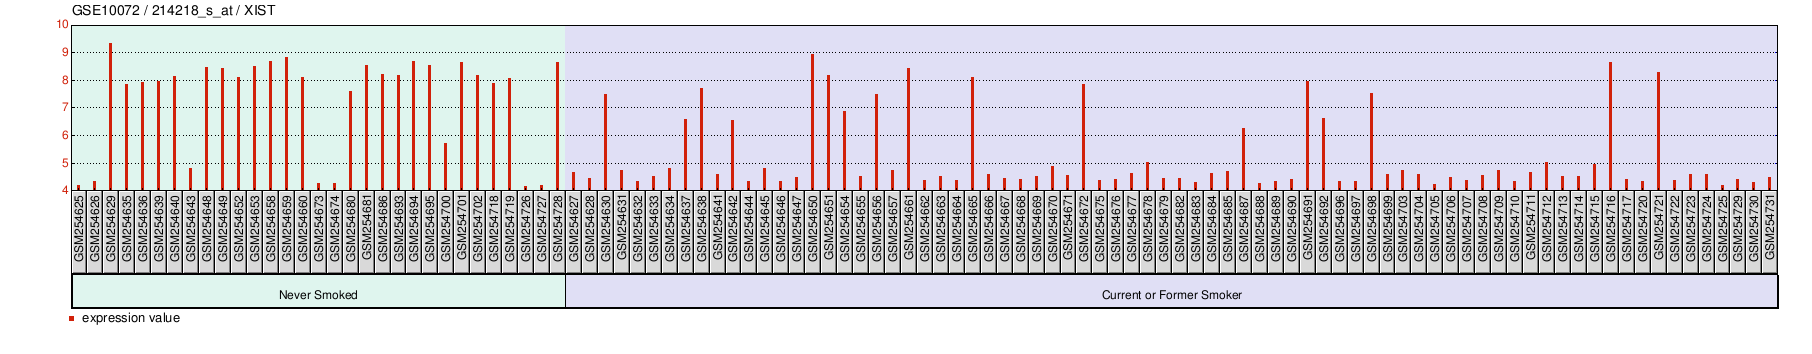 GSE10072 / 214218_s_at / XIST
10
9
8
7
6
5
4
GSM254625
GSM254626
GSM254629
GSM254635
GSM254636
GSM254639
GSM254640
GSM254643
GSM254648
GSM254649
GSM254652
GSM254653
GSM254658
GSM254659
GSM254660
GSM254673
GSM254674
GSM254680
GSM254681
GSM254686
GSM254693
GSM254694
GSM254695
GSM254700
GSM254701
GSM254702
GSM254718
GSM254719
GSM254726
GSM254727
GSM254728
GSM254627
GSM254628
GSM254630
GSM254631
GSM254632
GSM254633
GSM254634
GSM254637
GSM254638
GSM254641
GSM254642
GSM254644
GSM254645
GSM254646
GSM254647
GSM254650
GSM254651
GSM254654
GSM254655
GSM254656
GSM254657
GSM254661
GSM254662
GSM254663
GSM254664
GSM254665
GSM254666
GSM254667
GSM254668
GSM254669
GSM254670
GSM254671
GSM254672
GSM254675
GSM254676
GSM254677
GSM254678
GSM254679
GSM254682
GSM254683
GSM254684
GSM254685
GSM254687
GSM254688
GSM254689
GSM254690
GSM254691
GSM254692
GSM254696
GSM254697
GSM254698
GSM254699
GSM254703
GSM254704
GSM254705
GSM254706
GSM254707
GSM254708
GSM254709
GSM254710
GSM254711
GSM254712
GSM254713
GSM254714
GSM254715
GSM254716
GSM254717
GSM254720
GSM254721
GSM254722
GSM254723
GSM254724
GSM254725
GSM254729
GSM254730
GSM254731
Never Smoked
Current or Former Smoker
expression value